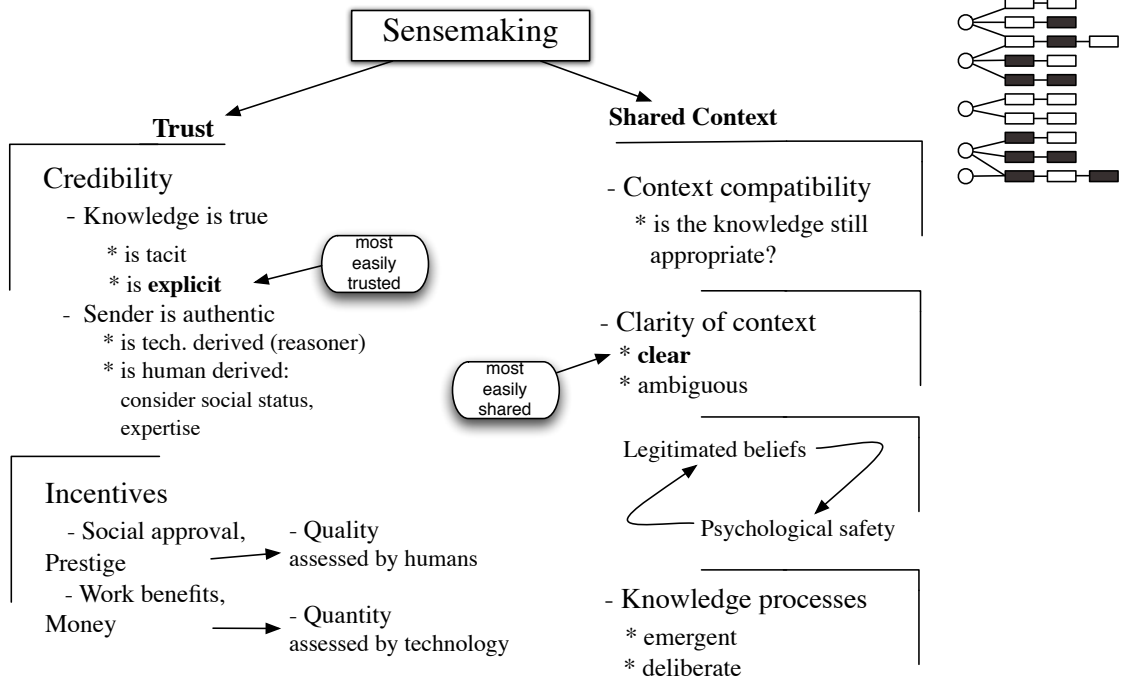 Sensemaking
Trust
Credibility
- Knowledge is true
* is tacit
* is explicit
most
easily
trusted
- Sender is authentic
* is tech. derived (reasoner)
* is human derived:
consider social status,
expertise
Incentives
- Social approval,
Prestige
- Quality
assessed by humans
- Work benefits,
Money
- Quantity
assessed by technology
Shared Context
- Context compatibility
* is the knowledge still
appropriate?
- Clarity of context
* clear
* ambiguous
most
easily
shared
Legitimated beliefs
Psychological safety
- Knowledge processes
* emergent
* deliberate